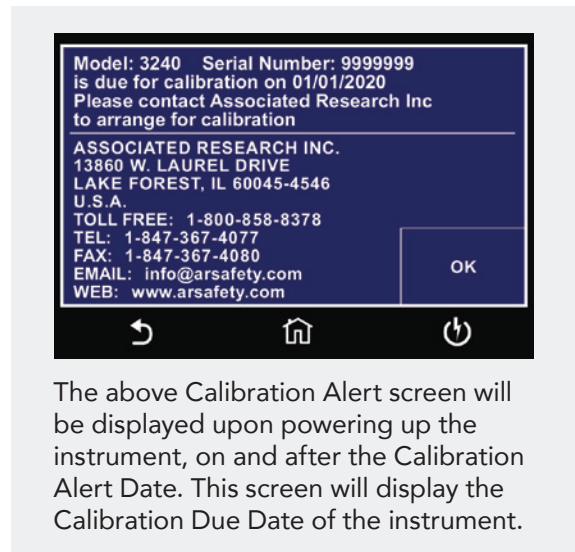 Model: 3240 Serial Number: 9999999
is due for calibration on 01/01/2020
Please contact Associated Research Inc
to arrange for calibration
ASSOCIATED RESEARCH INC.
13860 W. LAUREL DRIVE
LAKE FOREST, IL 60045-4546
U.S.A.
TOLL FREE: 1-800-858-8378
TEL: 1-847-367-4077
FAX: 1-847-367-4080
EMAIL: info@arsafety.com
WEB: www.arsafety.com
OK
The above Calibration Alert screen will
be displayed upon powering up the
instrument, on and after the Calibration
Alert Date. This screen will display the
Calibration Due Date of the instrument.